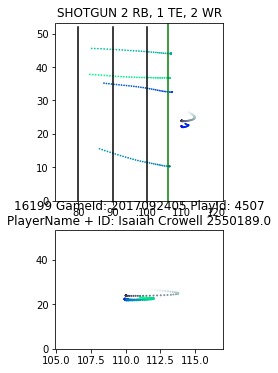 SHOTGUN 2 RB, 1 TE, 2 WR
50
40
30
20
10
0
80 90 100 110 120
16199 GameId: 2017092405 PlayId: 4507
PlayerName + ID: Isaiah Crowell 2550189.0
40
20
0
105.0 107.5 110.0 112.5 115.0